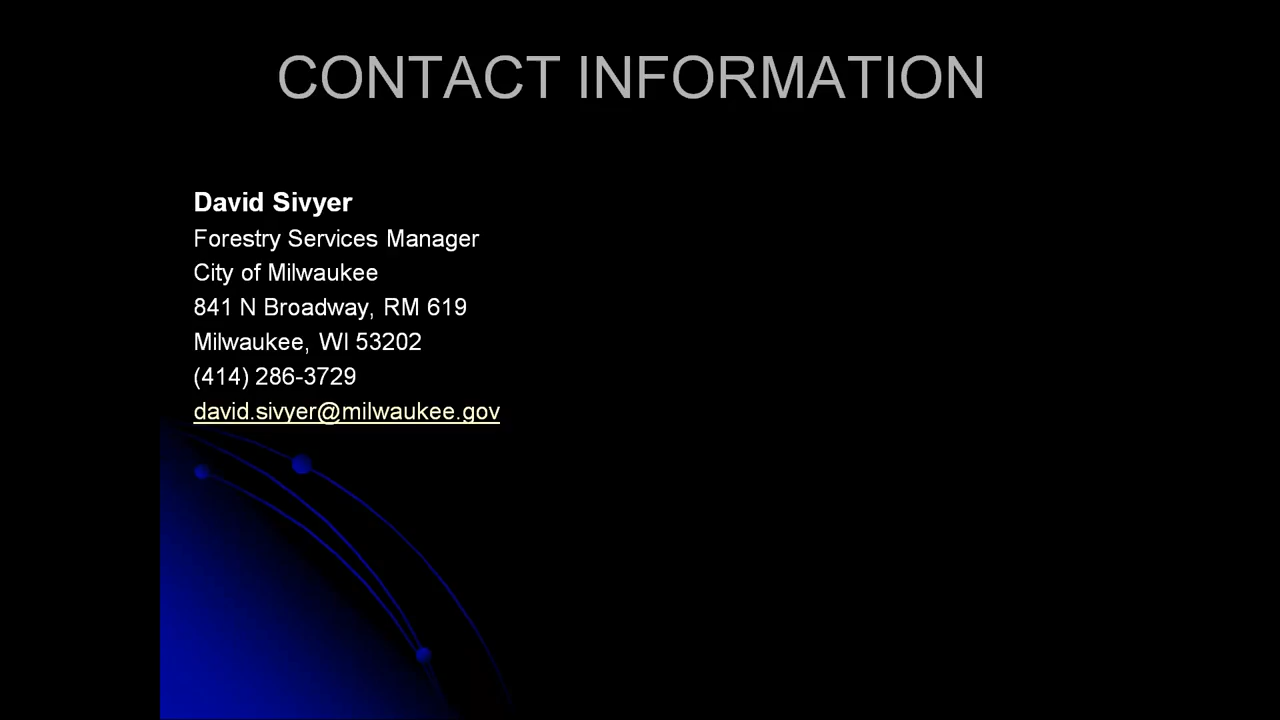 CONTACT INFORMATION
David Sivyer
Forestry Services Manager
City of Milwaukee
841 N Broadway, RM 619
Milwaukee, WI 53202
(414) 286-3729
david.sivyer@milwaukee.gov